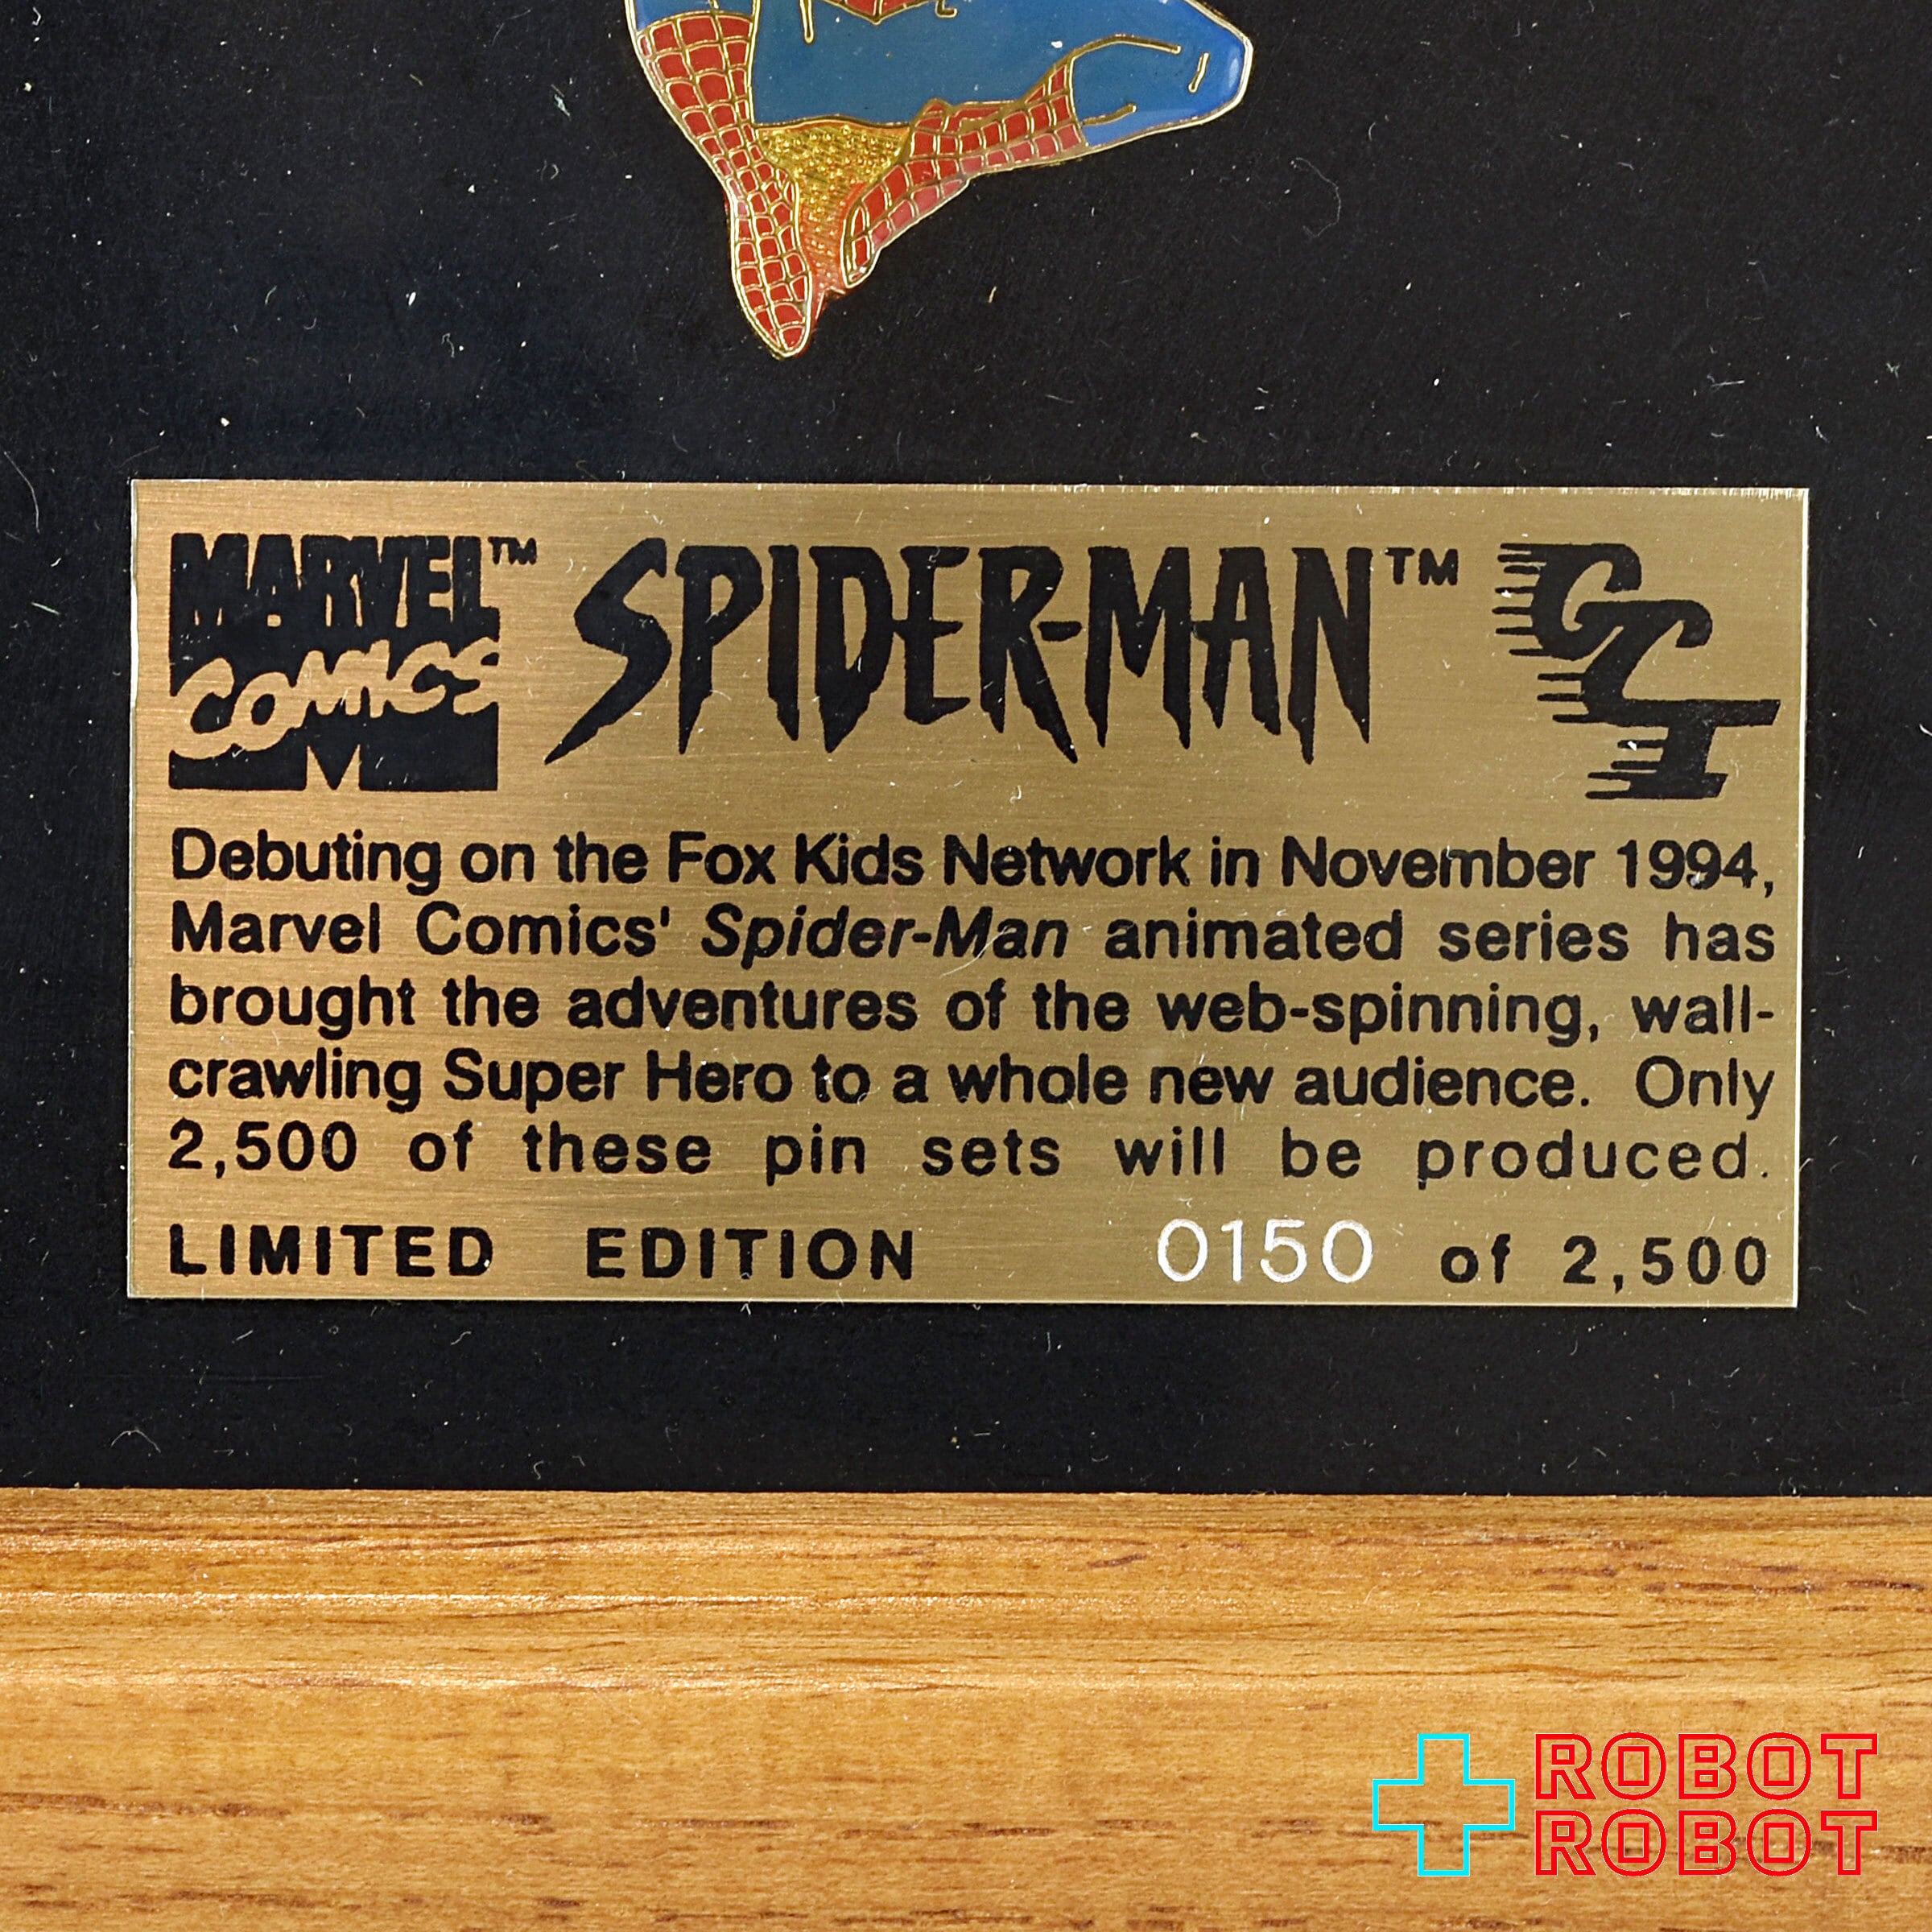 MARVEL™ COMICS SPIDER-MAN™ GCT
Debuting on the Fox Kids Network in November 1994,
Marvel Comics' Spider-Man animated series has
brought the adventures of the web-spinning, wall-
crawling Super Hero to a whole new audience. Only
2,500 of these pin sets will be produced.
LIMITED EDITION 0150 of 2,500
ROBOT
ROBOT